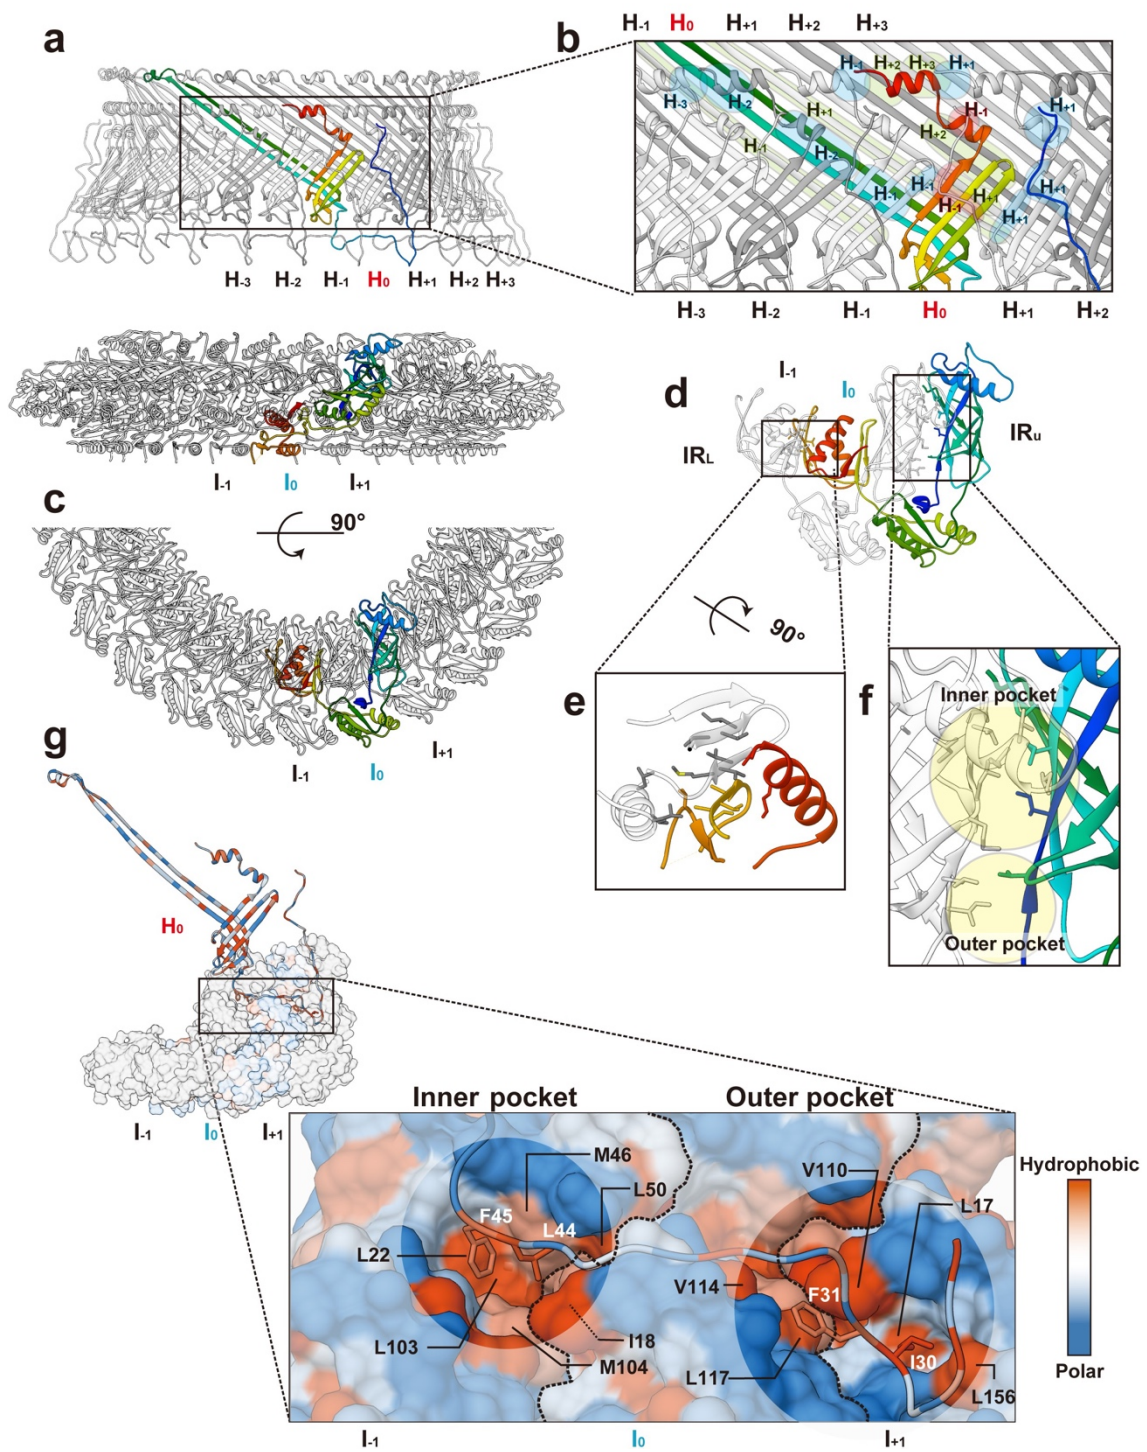 a
H-3 H-2 H-1 H0 H+1 H+2 H+3
b
H-1 H0 H+1 H+2 H+3
H-1 H+2 H+3 H+1
H-3 H-2 H+1 H-1 H+1
H-1 H-2 H+2
H-1 H-1 H-1 H+1 H+1 H+1
H-3 H-2 H-1 H0 H+1 H+2
I-1 I0 I+1
c
90°
I-1 I0 I+1
d
I-1 I0
IRL IRu
90°
e
f
Inner pocket
Outer pocket
g
H0
I-1 I0 I+1
Inner pocket Outer pocket
M46
L50
F45
L44
L22
L103
I18
M104
V110
L17
V114
F31
L117
I30
L156
I-1 I0 I+1
Hydrophobic
Polar